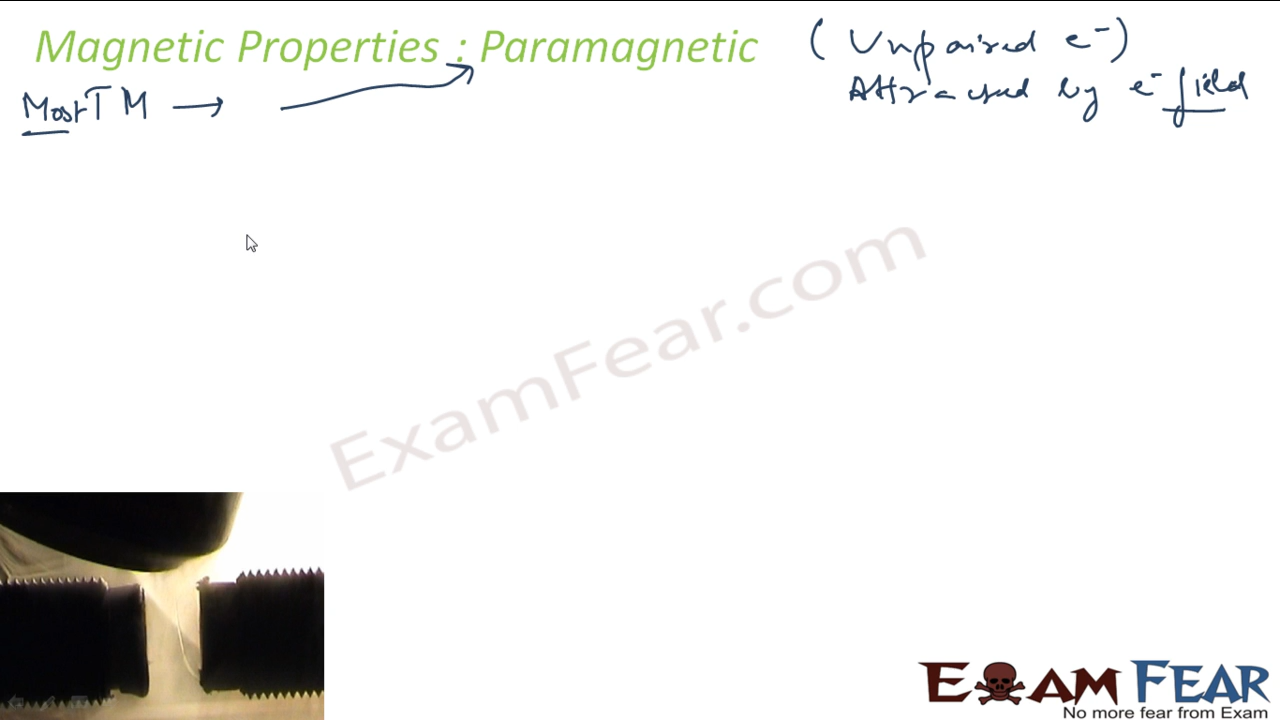 Magnetic Properties : Paramagnetic
( Unpaired e⁻)
Attracted by e⁻ field
Most TM →
ExamFear.com
EXAM FEAR
No more fear from Exam